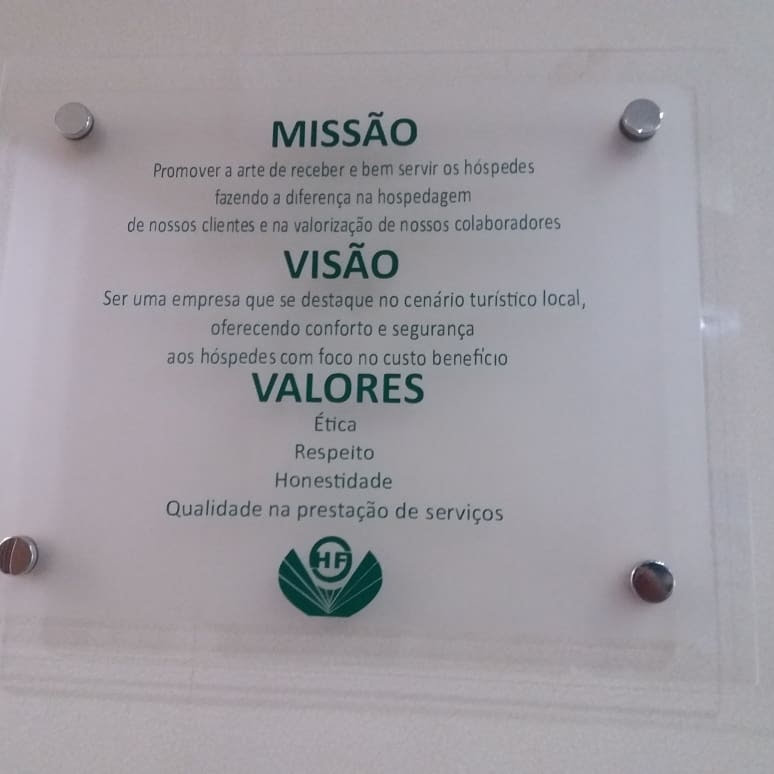 MISSÃO
Promover a arte de receber e bem servir os hóspedes
fazendo a diferença na hospedagem
de nossos clientes e na valorização de nossos colaboradores
VISÃO
Ser uma empresa que se destaque no cenário turístico local,
oferecendo conforto e segurança
aos hóspedes com foco no custo benefício
VALORES
Ética
Respeito
Honestidade
Qualidade na prestação de serviços
HF